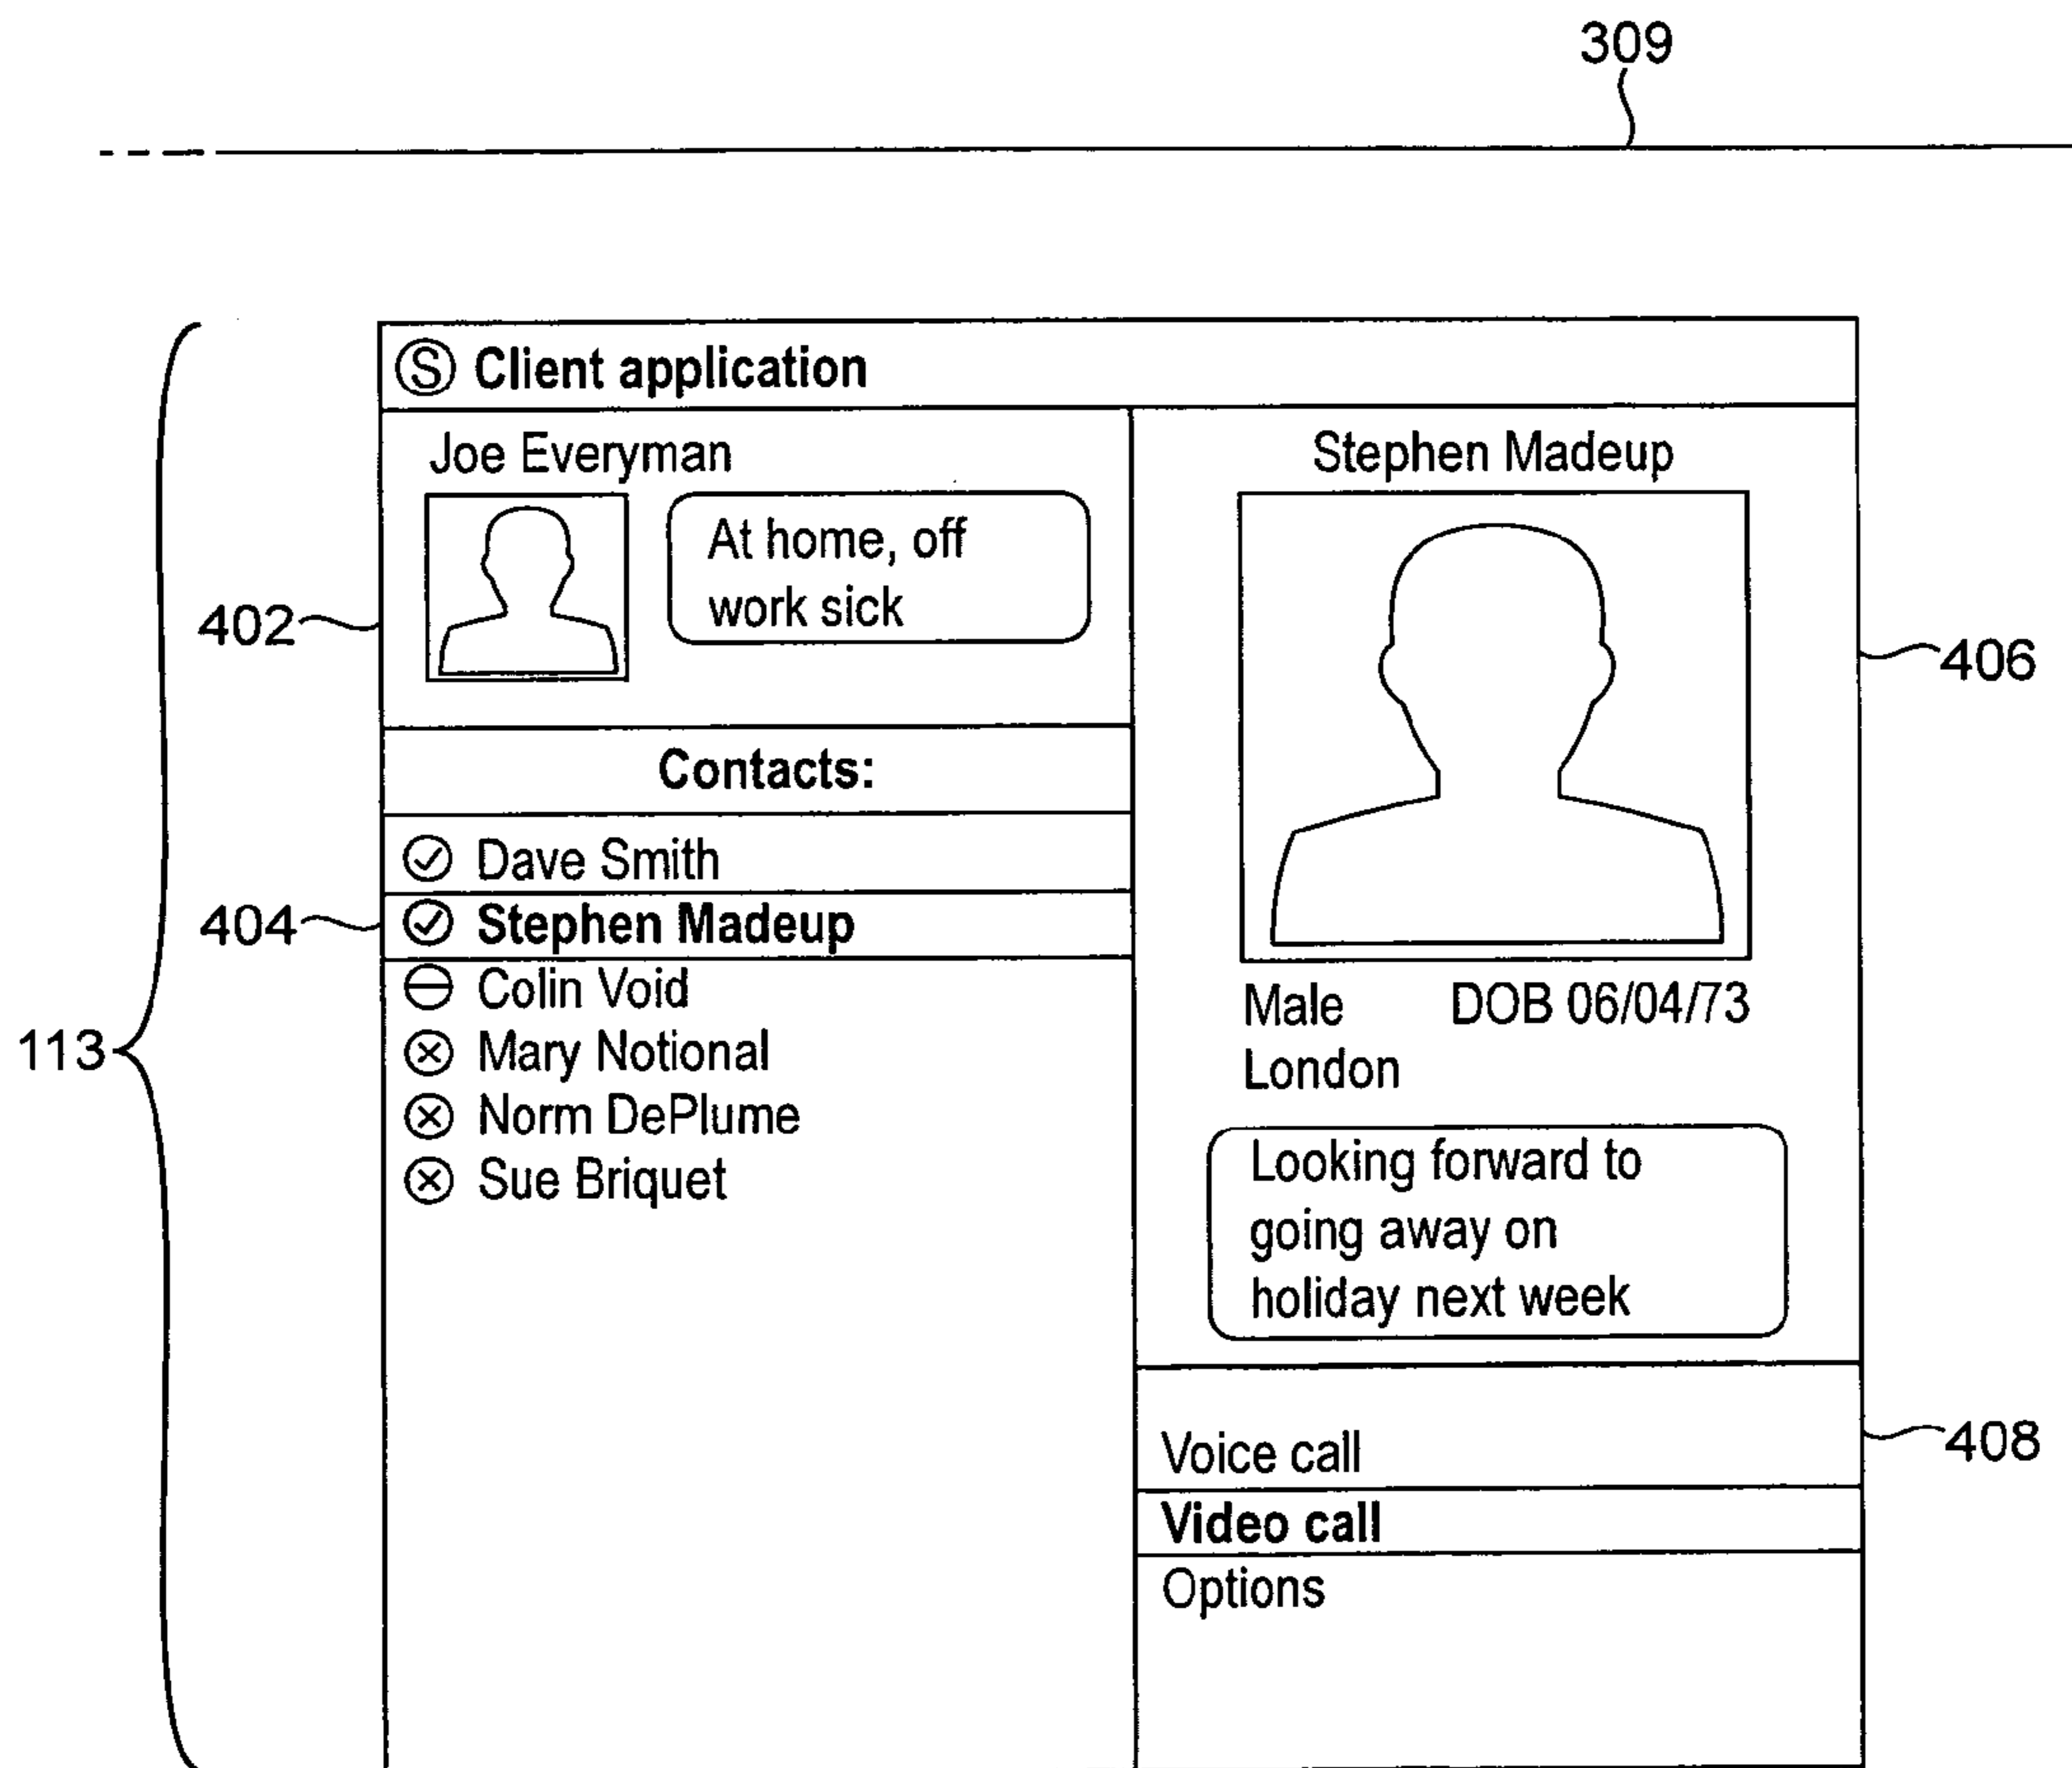 309
S Client application
Joe Everyman
At home, off
work sick
402
Contacts:
Dave Smith
404
Stephen Madeup
Colin Void
Mary Notional
Norm DePlume
Sue Briquet
113
Stephen Madeup
406
Male DOB 06/04/73
London
Looking forward to
going away on
holiday next week
Voice call
408
Video call
Options